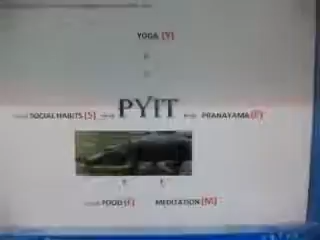 YOGA [Y]
SOCIAL HABITS [S] PYIT PRANAYAMA [P]
FOOD [F] MEDITATION [M]